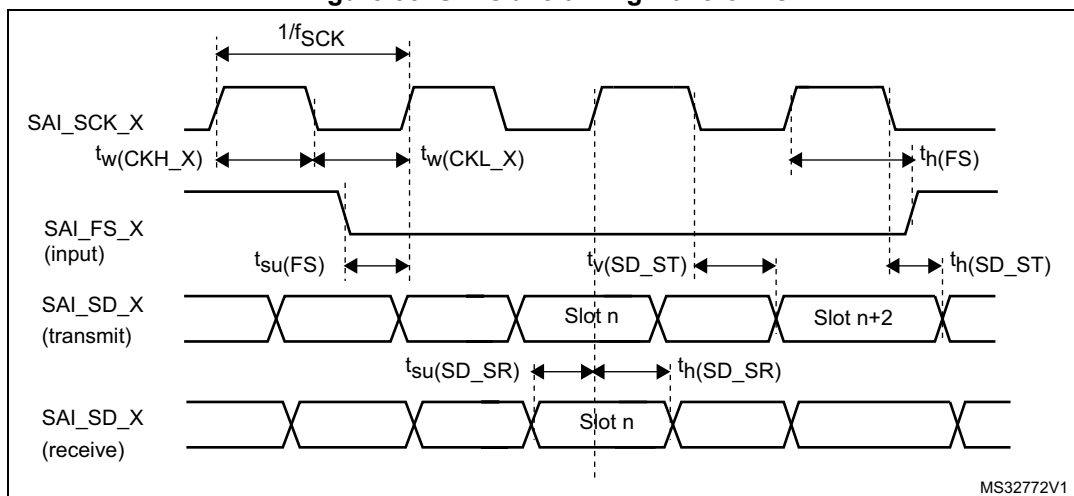 1/fSCK
SAI_SCK_X
tw(CKH_X)
tw(CKL_X)
th(FS)
SAI_FS_X
(input)
tsu(FS)
tv(SD_ST)
th(SD_ST)
SAI_SD_X
(transmit)
Slot n
Slot n+2
tsu(SD_SR)
th(SD_SR)
SAI_SD_X
(receive)
Slot n
MS32772V1